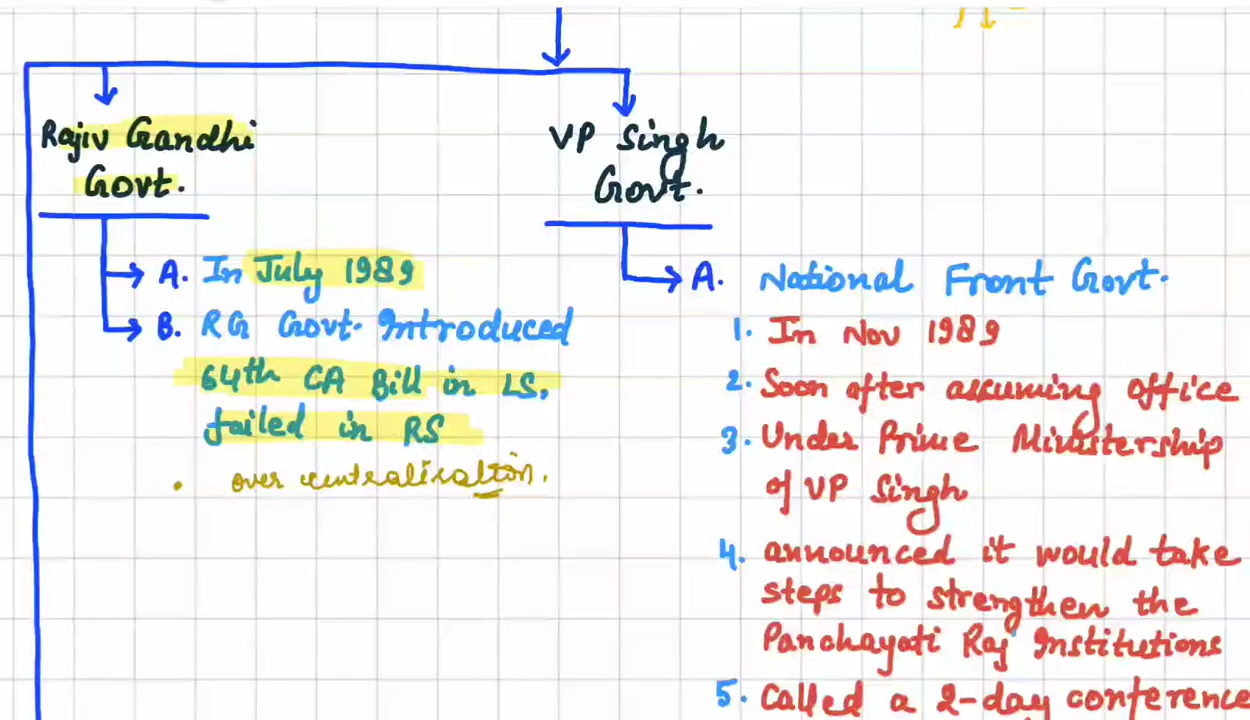 Rajiv Gandhi
Govt.
A. In July 1989
B. RG Govt. Introduced
64th CA Bill in LS,
failed in RS
. over centralisation.
VP Singh
Govt.
A. National Front Govt.
1. In Nov 1989
2. Soon after assuming office
3. Under Prime Ministership
of VP Singh
4. announced it would take
steps to strengthen the
Panchayati Raj Institutions
5. Called a 2-day conference